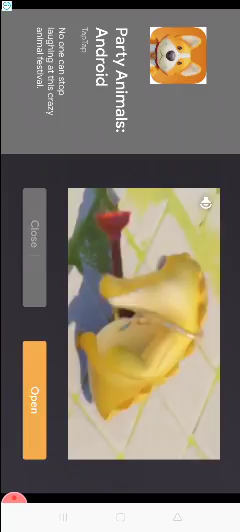 Party Animals:
Android
TapTap
No one can stop
laughing at this crazy
animal festival.
Close
Open